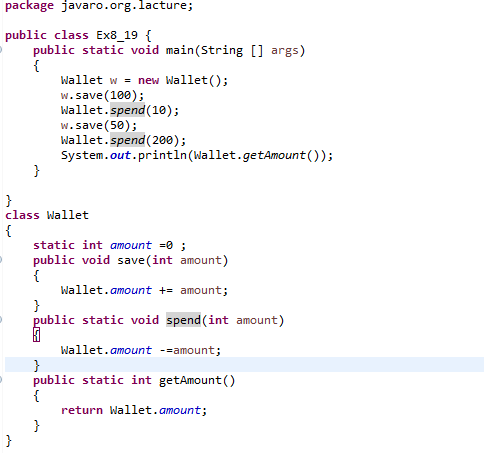 package javaro.org.lacture;
public class Ex8_19 {
public static void main(String [] args)
{
Wallet w = new Wallet();
w.save(100);
Wallet.spend(10);
w.save(50);
Wallet.spend(200);
System.out.println(Wallet.getAmount());
}
}
class Wallet
{
static int amount =0 ;
public void save(int amount)
{
Wallet.amount += amount;
}
public static void spend(int amount)
{
Wallet.amount -=amount;
}
public static int getAmount()
{
return Wallet.amount;
}
}